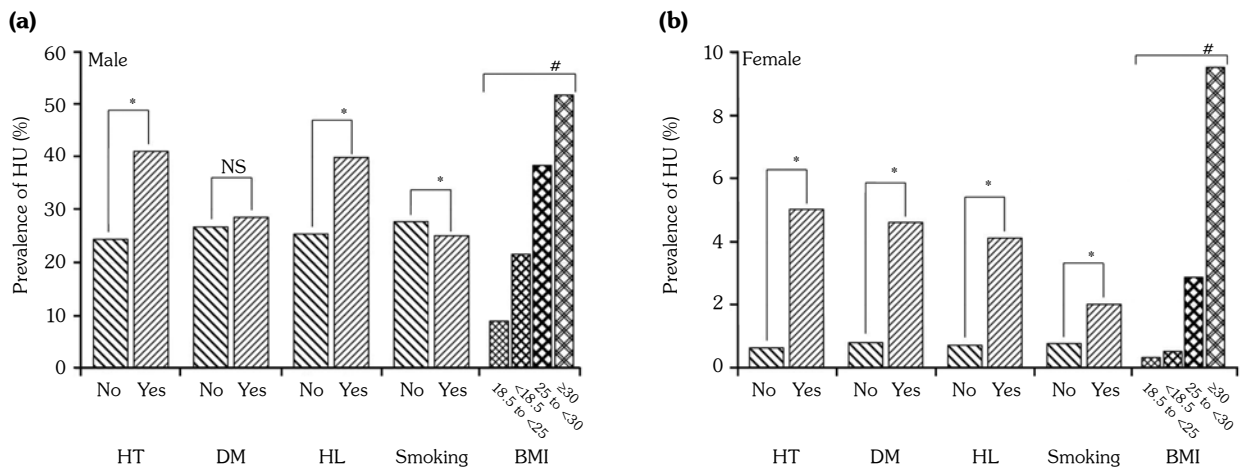 (a)
Male
Prevalence of HU (%)
60
50
40
30
20
10
0
*
NS
*
*
#
No Yes No Yes No Yes No Yes
18.5 to <25
<18.5
25 to <30
≥30
HT DM HL Smoking BMI
(b)
Female
Prevalence of HU (%)
10
8
6
4
2
0
*
*
*
*
#
No Yes No Yes No Yes No Yes
18.5 to <25
<18.5
25 to <30
≥30
HT DM HL Smoking BMI